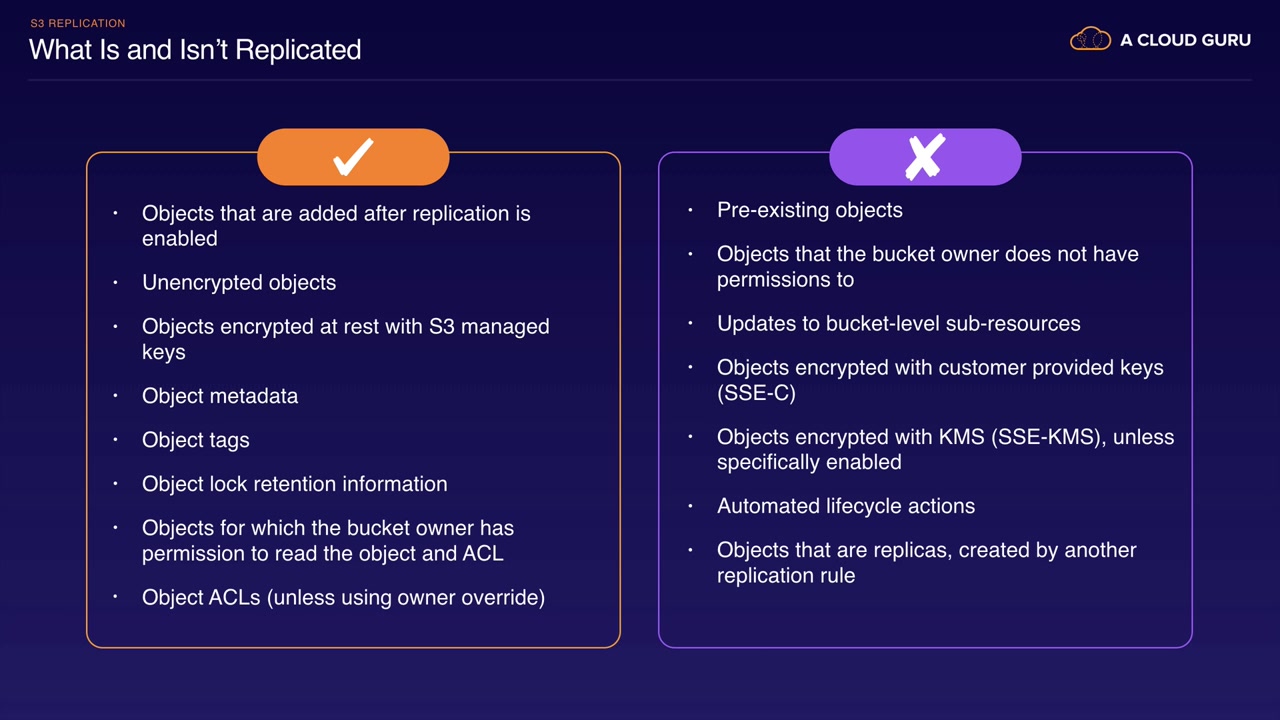 S3 REPLICATION
What Is and Isn’t Replicated
A CLOUD GURU
✓
• Objects that are added after replication is
enabled
• Unencrypted objects
• Objects encrypted at rest with S3 managed
keys
• Object metadata
• Object tags
• Object lock retention information
• Objects for which the bucket owner has
permission to read the object and ACL
• Object ACLs (unless using owner override)
✗
• Pre-existing objects
• Objects that the bucket owner does not have
permissions to
• Updates to bucket-level sub-resources
• Objects encrypted with customer provided keys
(SSE-C)
• Objects encrypted with KMS (SSE-KMS), unless
specifically enabled
• Automated lifecycle actions
• Objects that are replicas, created by another
replication rule